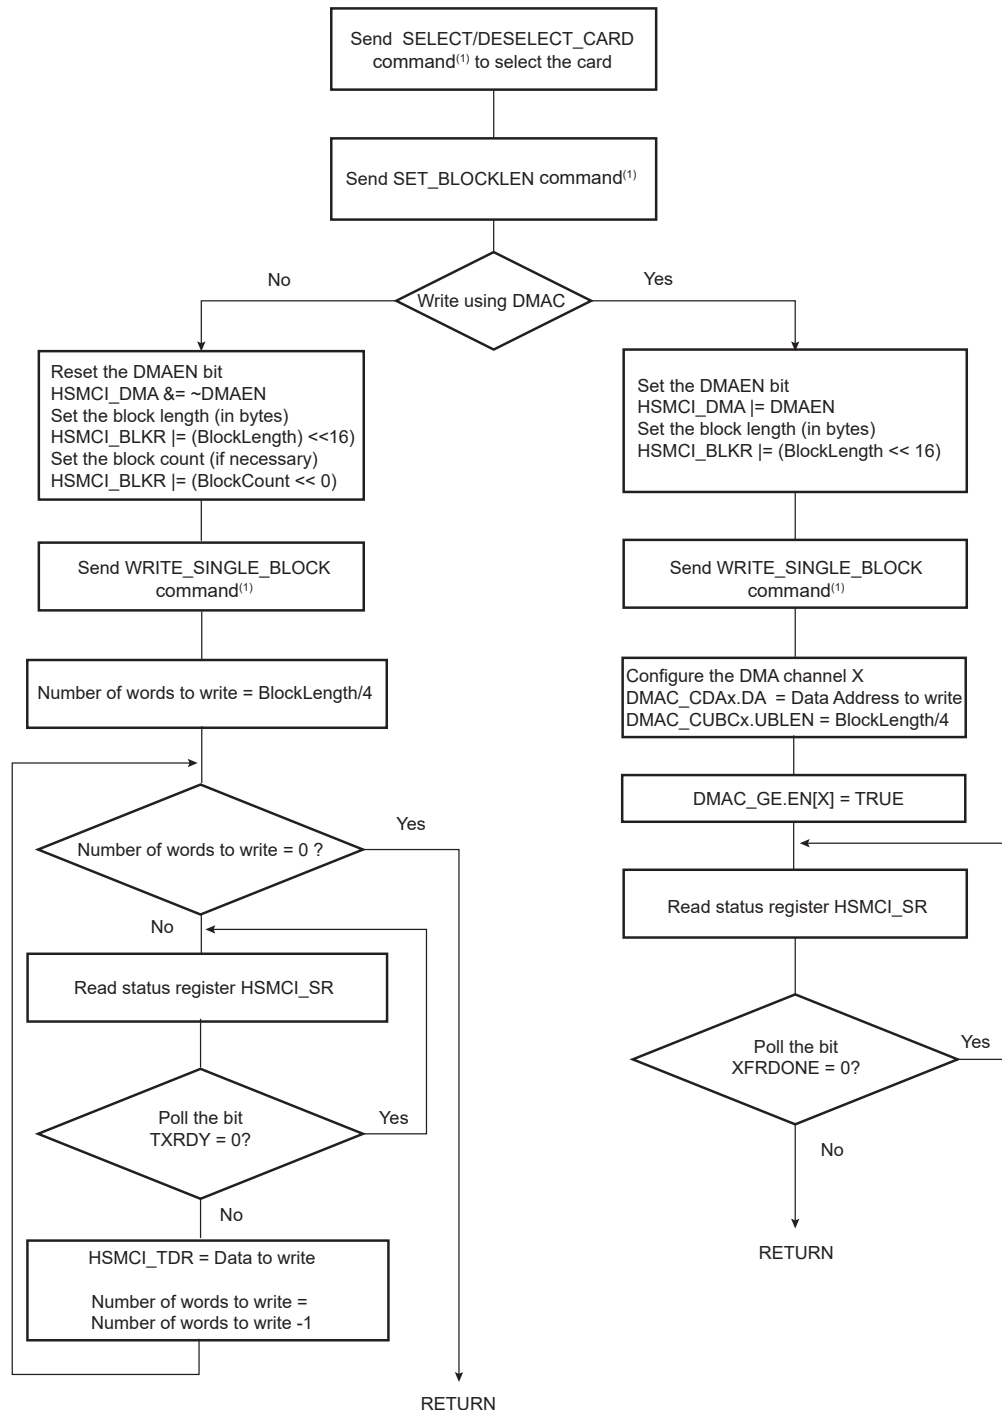 Send SELECT/DESELECT_CARD
command(1) to select the card
Send SET_BLOCKLEN command(1)
No
Yes
Write using DMAC
Reset the DMAEN bit
HSMCI_DMA &= ~DMAEN
Set the block length (in bytes)
HSMCI_BLKR |= (BlockLength) <<16)
Set the block count (if necessary)
HSMCI_BLKR |= (BlockCount << 0)
Send WRITE_SINGLE_BLOCK
command(1)
Number of words to write = BlockLength/4
Number of words to write = 0 ?
Yes
No
Read status register HSMCI_SR
Poll the bit
TXRDY = 0?
Yes
No
HSMCI_TDR = Data to write
Number of words to write =
Number of words to write -1
RETURN
Set the DMAEN bit
HSMCI_DMA |= DMAEN
Set the block length (in bytes)
HSMCI_BLKR |= (BlockLength << 16)
Send WRITE_SINGLE_BLOCK
command(1)
Configure the DMA channel X
DMAC_CDAx.DA = Data Address to write
DMAC_CUBCx.UBLEN = BlockLength/4
DMAC_GE.EN[X] = TRUE
Read status register HSMCI_SR
Poll the bit
XFRDONE = 0?
Yes
No
RETURN